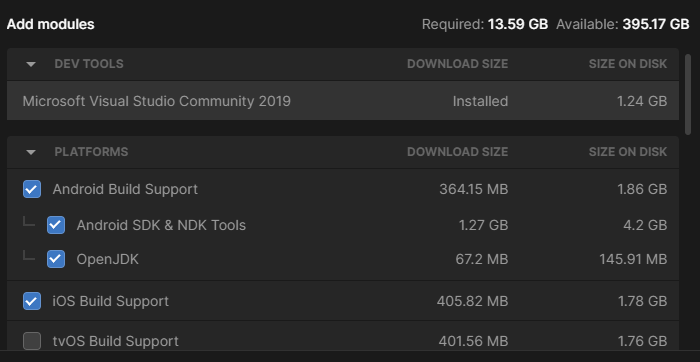 Add modules Required: 13.59 GB Available: 395.17 GB
DEV TOOLS DOWNLOAD SIZE SIZE ON DISK
Microsoft Visual Studio Community 2019 Installed 1.24 GB
PLATFORMS DOWNLOAD SIZE SIZE ON DISK
Android Build Support 364.15 MB 1.86 GB
Android SDK & NDK Tools 1.27 GB 4.2 GB
OpenJDK 67.2 MB 145.91 MB
iOS Build Support 405.82 MB 1.78 GB
tvOS Build Support 401.56 MB 1.76 GB